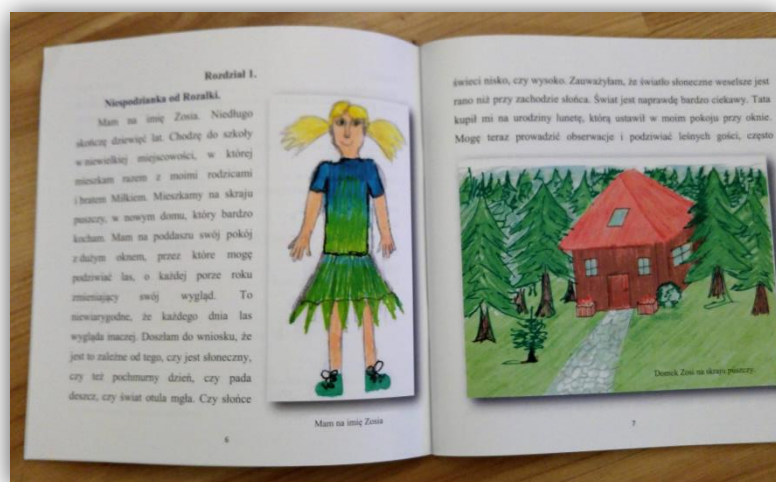 Rozdział 1.
Niespodzianka od Rozalki.
Mam na imię Zosia. Niedługo
skończę dziewięć lat. Chodzę do szkoły
w niewielkiej miejscowości, w której
mieszkam razem z moimi rodzicami
i bratem Miłkiem. Mieszkamy na skraju
puszczy, w nowym domu, który bardzo
kocham. Mam na poddaszu swój pokój
z dużym oknem, przez które mogę
podziwiać las, o każdej porze roku
zmieniający swój wygląd. To
niewiarygodne, że każdego dnia las
wygląda inaczej. Doszłam do wniosku, że
jest to zależne od tego, czy jest słoneczny,
czy też pochmurny dzień, czy pada
deszcz, czy świat otula mgła. Czy słońce
Mam na imię Zosia
6
świeci nisko, czy wysoko. Zauważyłam, że światło słoneczne weselsze jest
rano niż przy zachodzie słońca. Świat jest naprawdę bardzo ciekawy. Tata
kupił mi na urodziny lunetę, którą ustawił w moim pokoju przy oknie.
Mogę teraz prowadzić obserwacje i podziwiać leśnych gości, często
Domek Zosi na skraju puszczy.
7